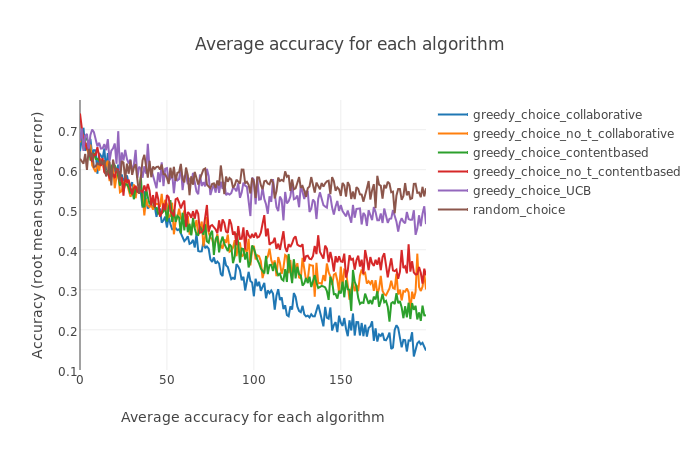 Average accuracy for each algorithm
greedy_choice_collaborative
greedy_choice_no_t_collaborative
greedy_choice_contentbased
greedy_choice_no_t_contentbased
greedy_choice_UCB
random_choice
Accuracy (root mean square error)
0.7
0.6
0.5
0.4
0.3
0.2
0.1
0
50
100
150
Average accuracy for each algorithm